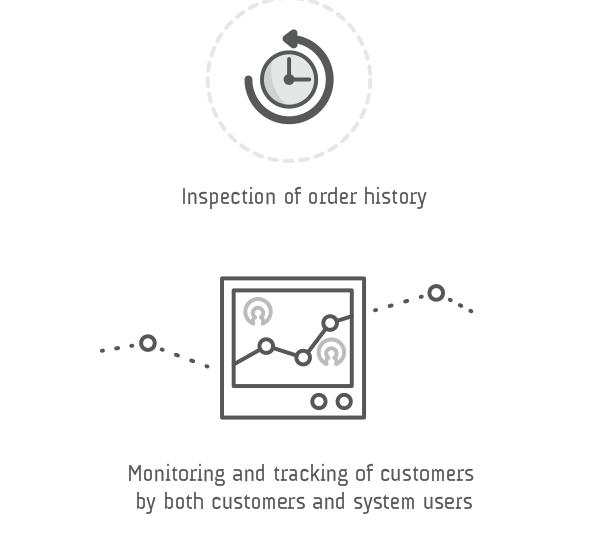 Inspection of order history
Monitoring and tracking of customers
by both customers and system users